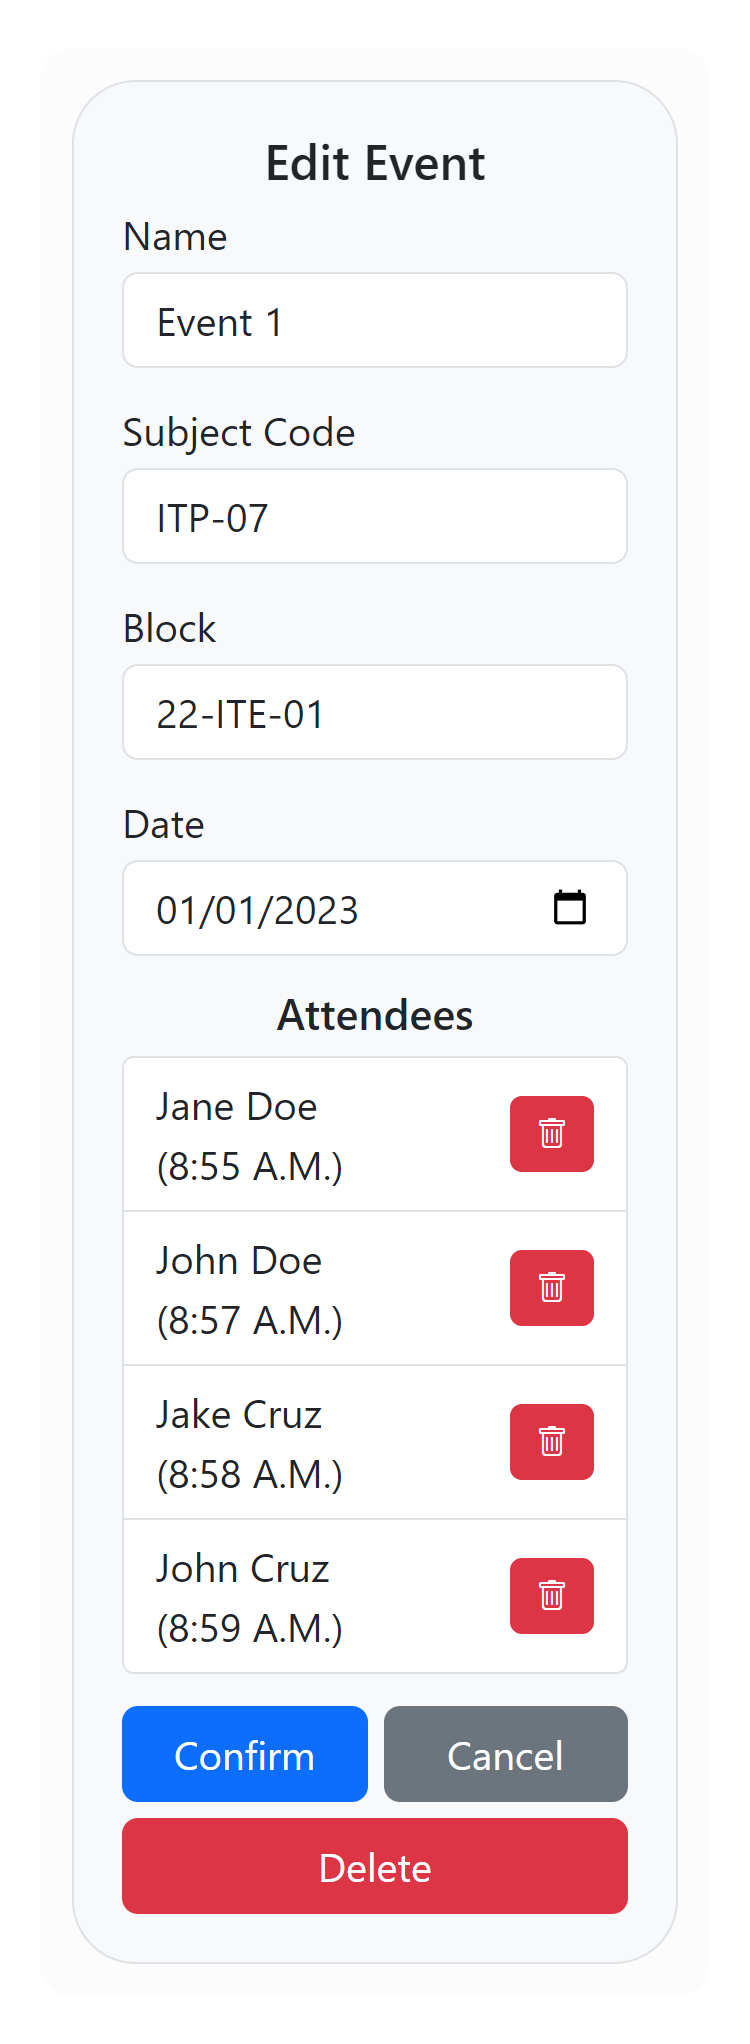 Edit Event
Name
Event 1
Subject Code
ITP-07
Block
22-ITE-01
Date
01/01/2023
Attendees
Jane Doe
(8:55 A.M.)
John Doe
(8:57 A.M.)
Jake Cruz
(8:58 A.M.)
John Cruz
(8:59 A.M.)
Confirm
Cancel
Delete